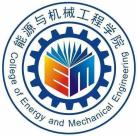 能源与机械工程学院
EM
College of Energy and Mechanical Engineering